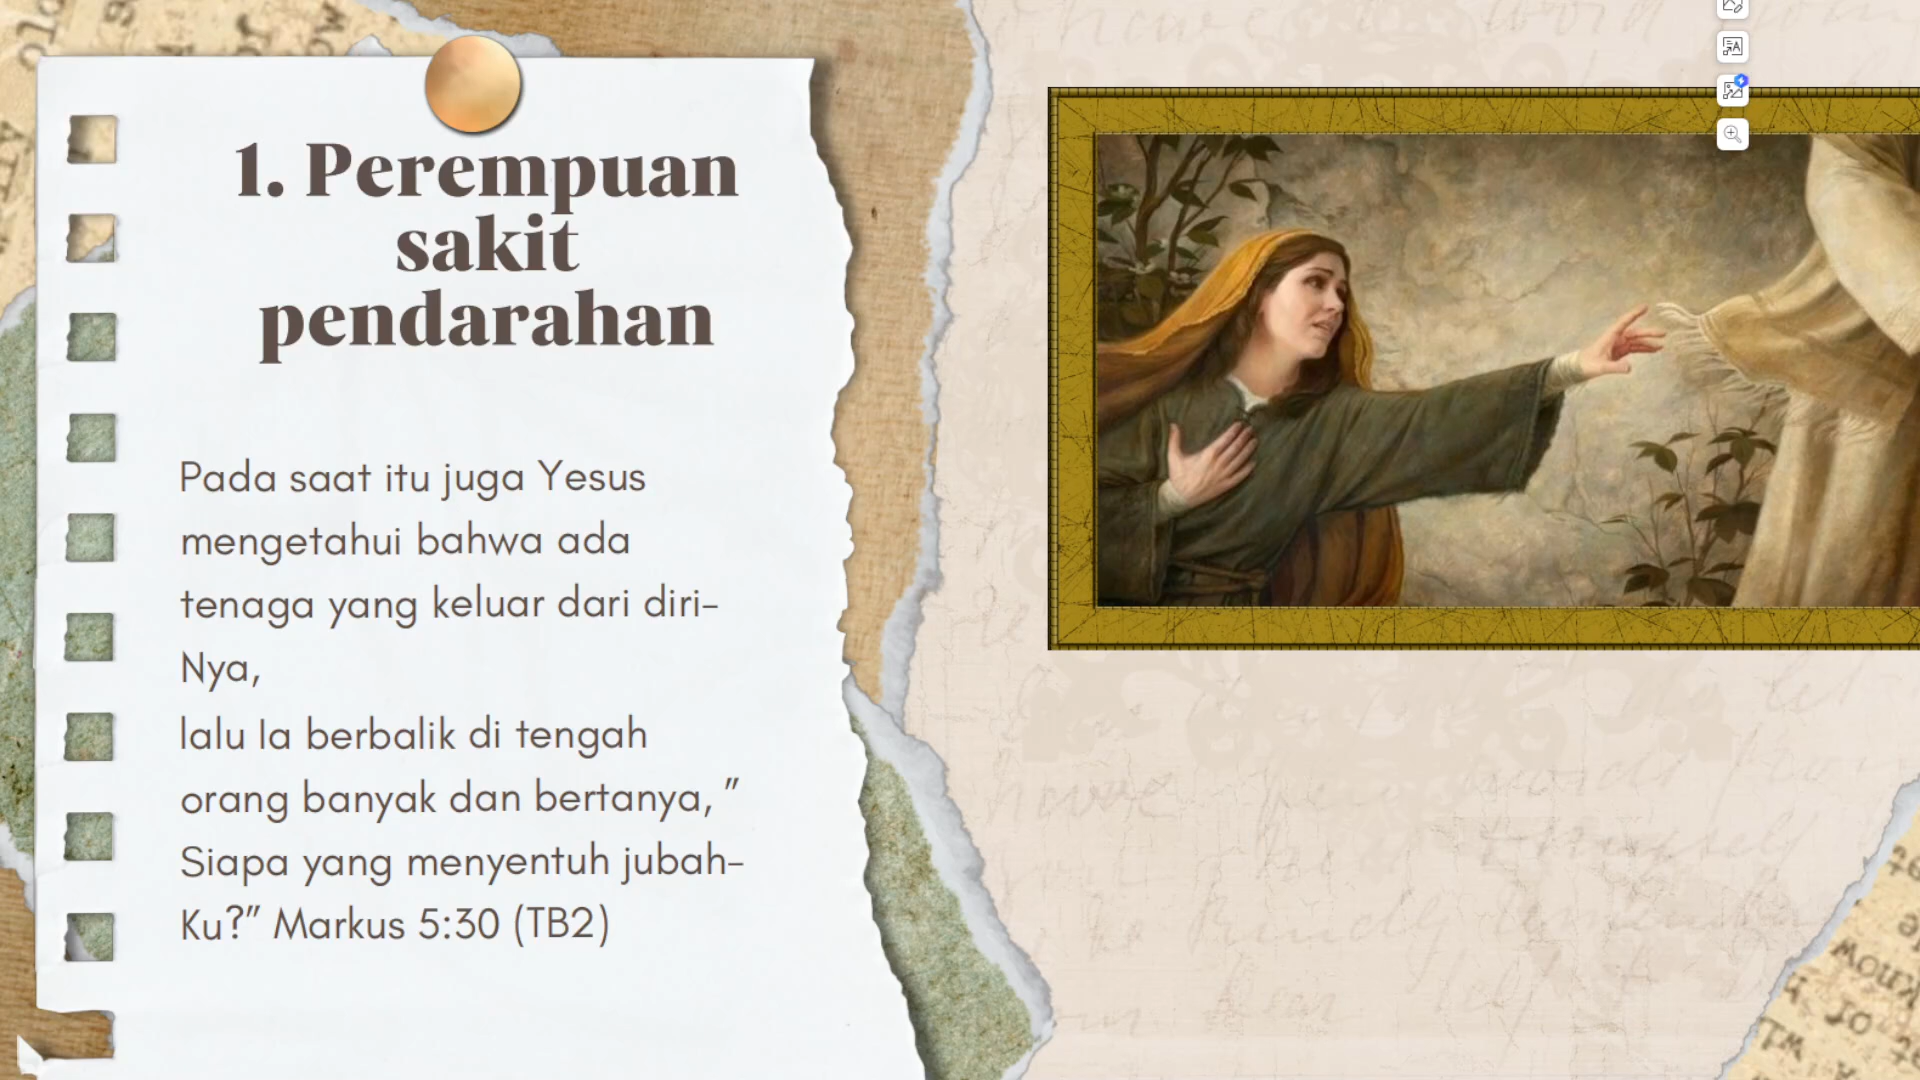 1. Perempuan
sakit
pendarahan
Pada saat itu juga Yesus
mengetahui bahwa ada
tenaga yang keluar dari diri-
Nya,
lalu Ia berbalik di tengah
orang banyak dan bertanya, "
Siapa yang menyentuh jubah-
Ku?" Markus 5:30 (TB2)